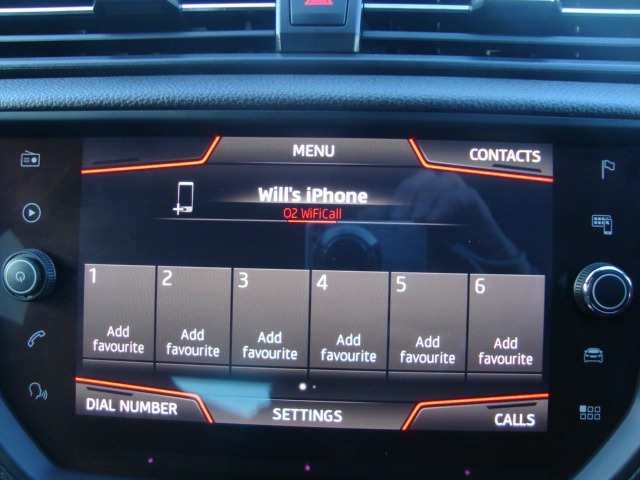 MENU
CONTACTS
Will's iPhone
O2 WiFiCall
1 2 3 4 5 6
Add favourite Add favourite Add favourite Add favourite Add favourite Add favourite
DIAL NUMBER
SETTINGS
CALLS